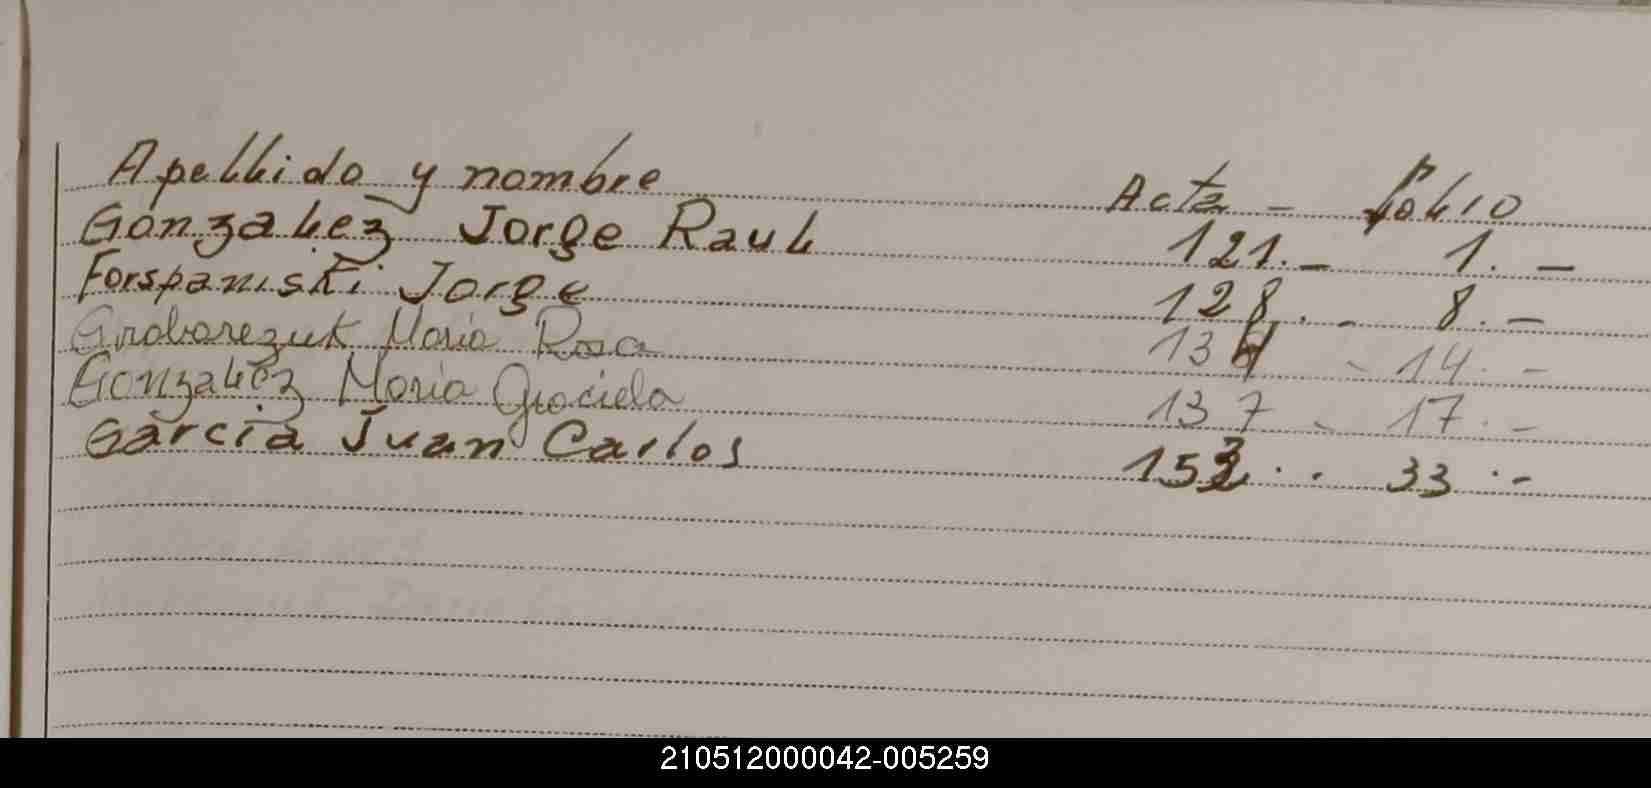 Apellido y nombre Acta - folio
Gonzalez Jorge Raul 121.- 1.-
Forspaniski Jorge 128.- 8.-
Graborezuk Maria Rosa 134 - 14.-
Gonzalez Maria Graciela 137 - 17.-
Garcia Juan Carlos 153.. 33.-
210512000042-005259